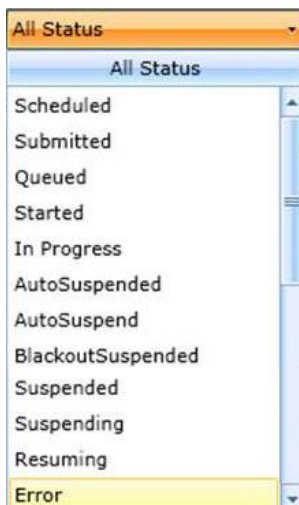 All Status
All Status
Scheduled
Submitted
Queued
Started
In Progress
AutoSuspended
AutoSuspend
BlackoutSuspended
Suspended
Suspending
Resuming
Error